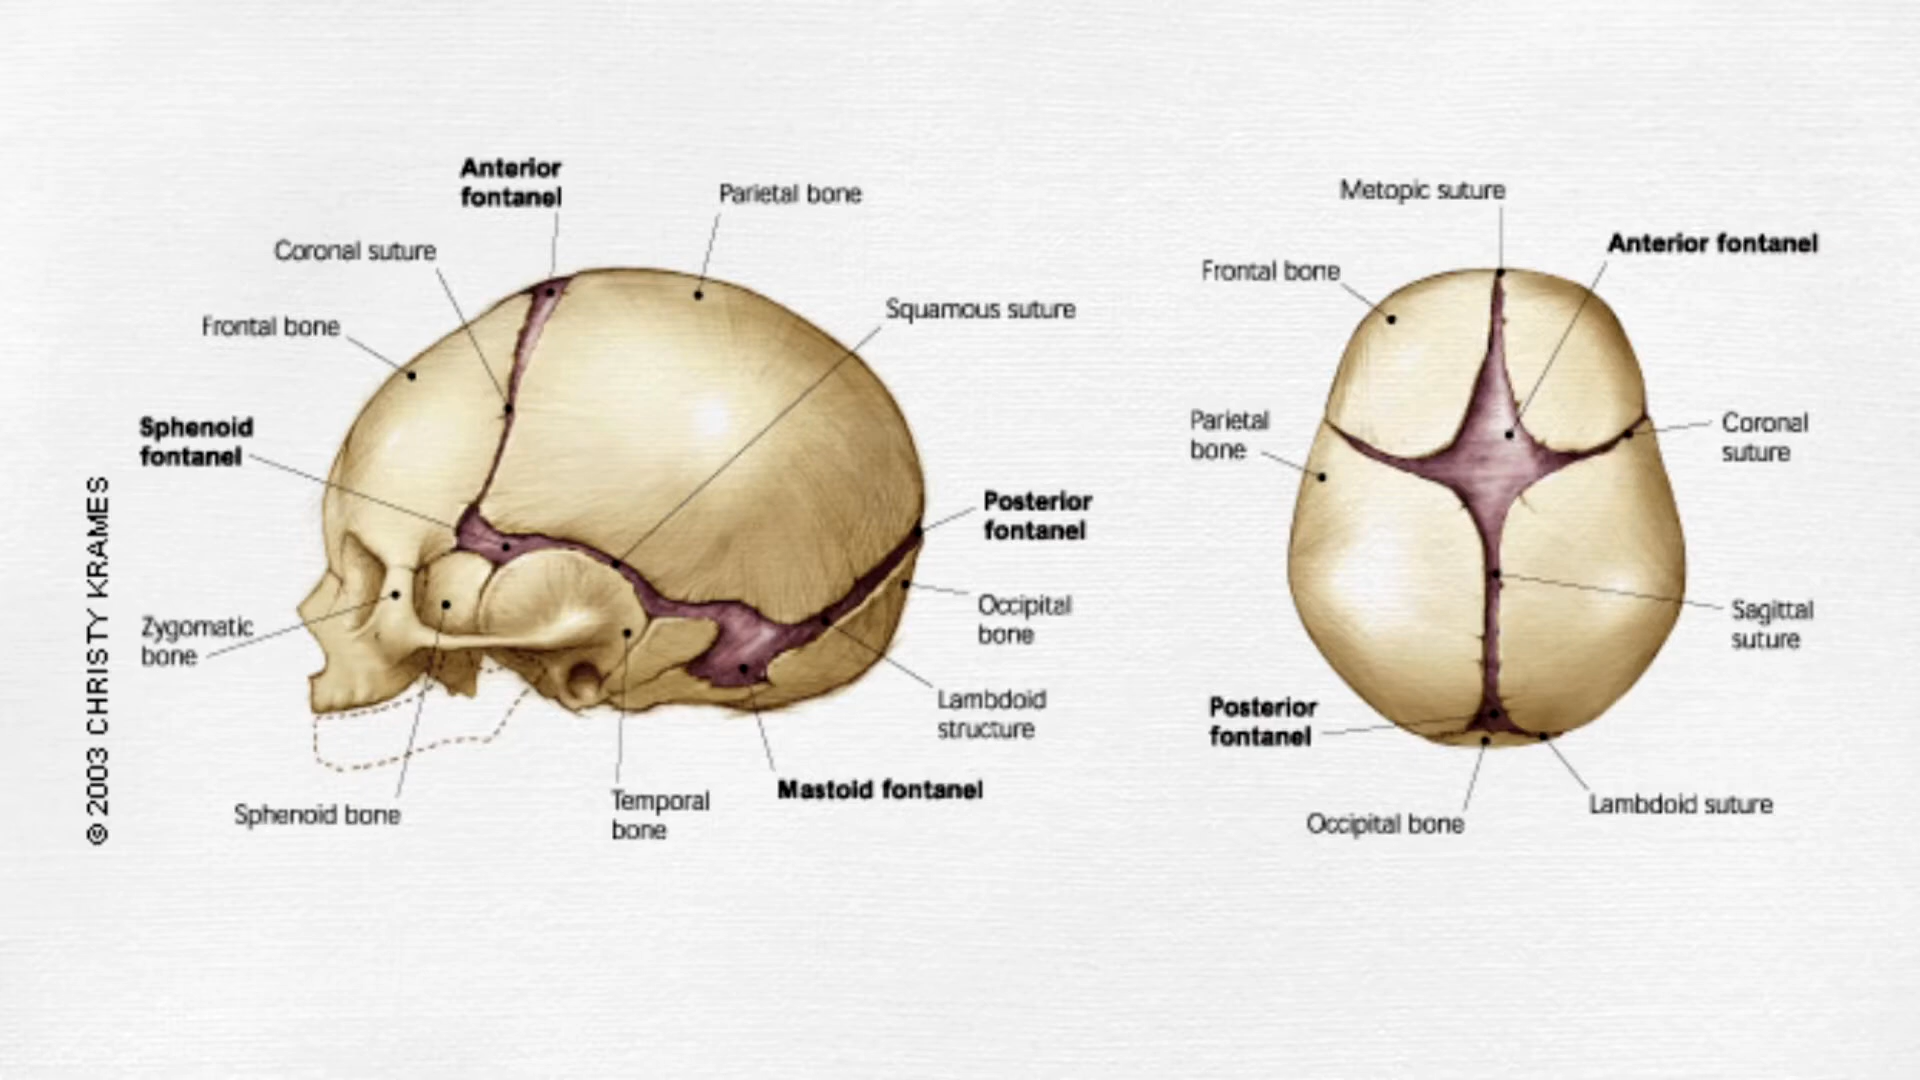 Anterior
fontanel
Parietal bone
Coronal suture
Squamous suture
Frontal bone
Sphenoid
fontanel
Posterior
fontanel
Occipital
bone
Zygomatic
bone
Lambdoid
structure
Sphenoid bone
Temporal
bone
Mastoid fontanel
© 2003 CHRISTY KRAMES
Metopic suture
Anterior fontanel
Frontal bone
Parietal
bone
Coronal
suture
Sagittal
suture
Posterior
fontanel
Lambdoid suture
Occipital bone